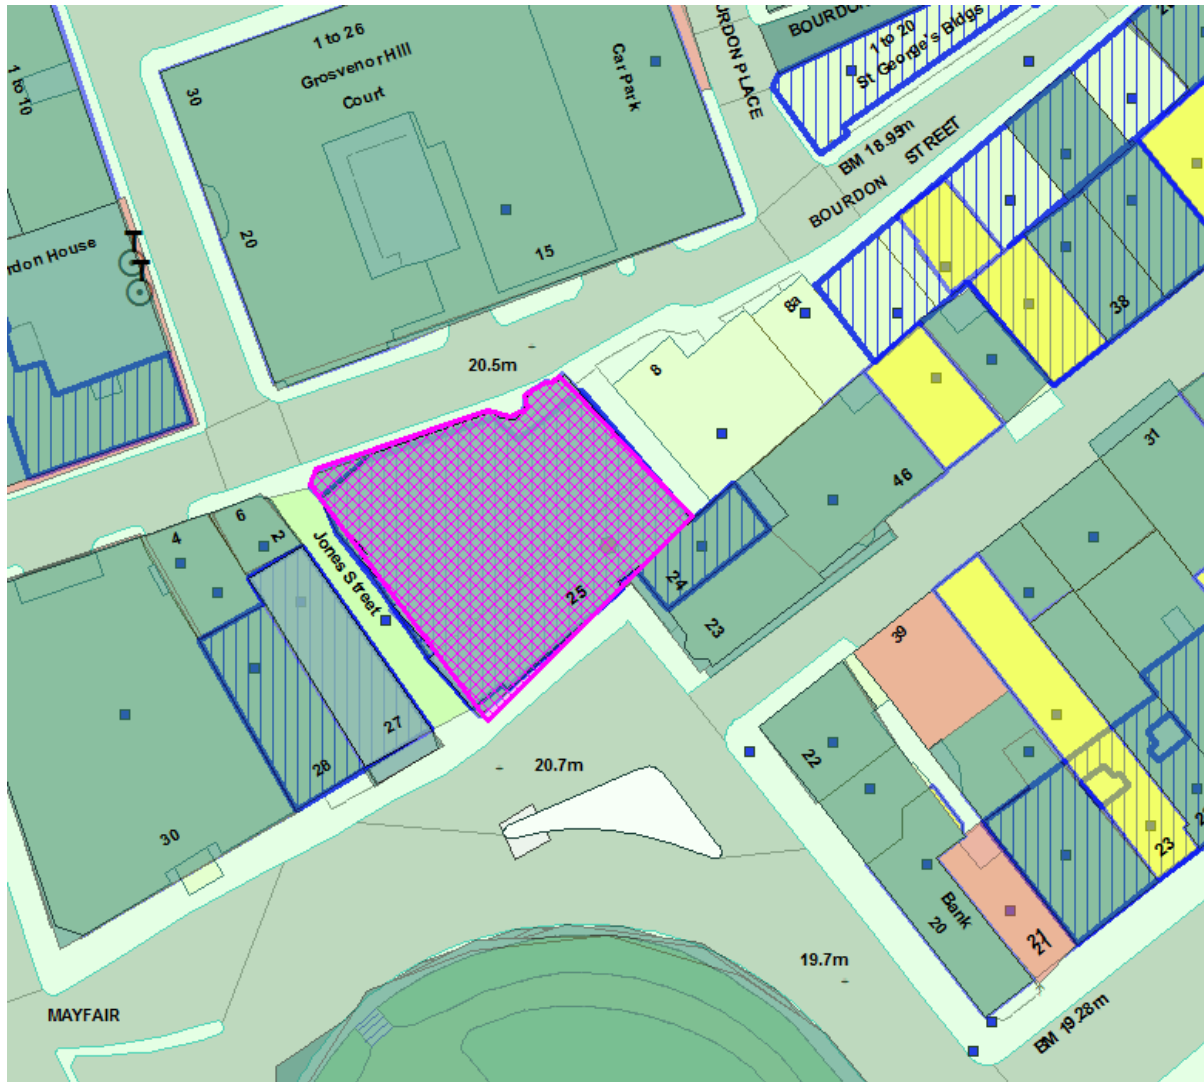 1 to 26
Grosvenor Hill
Court
Car Park
BOURDON
1 to 20
St George's Bldgs
1 to 10
30
BM 18.93m
STREET
BOURDON
20
15
rdon House
T
T
8a
38
20.5m
8
31
46
6
4
2
Jones Street
25
24
23
39
22
27
28
30
20.7m
23
Bank
20
21
21
19.7m
BM 19.28m
MAYFAIR